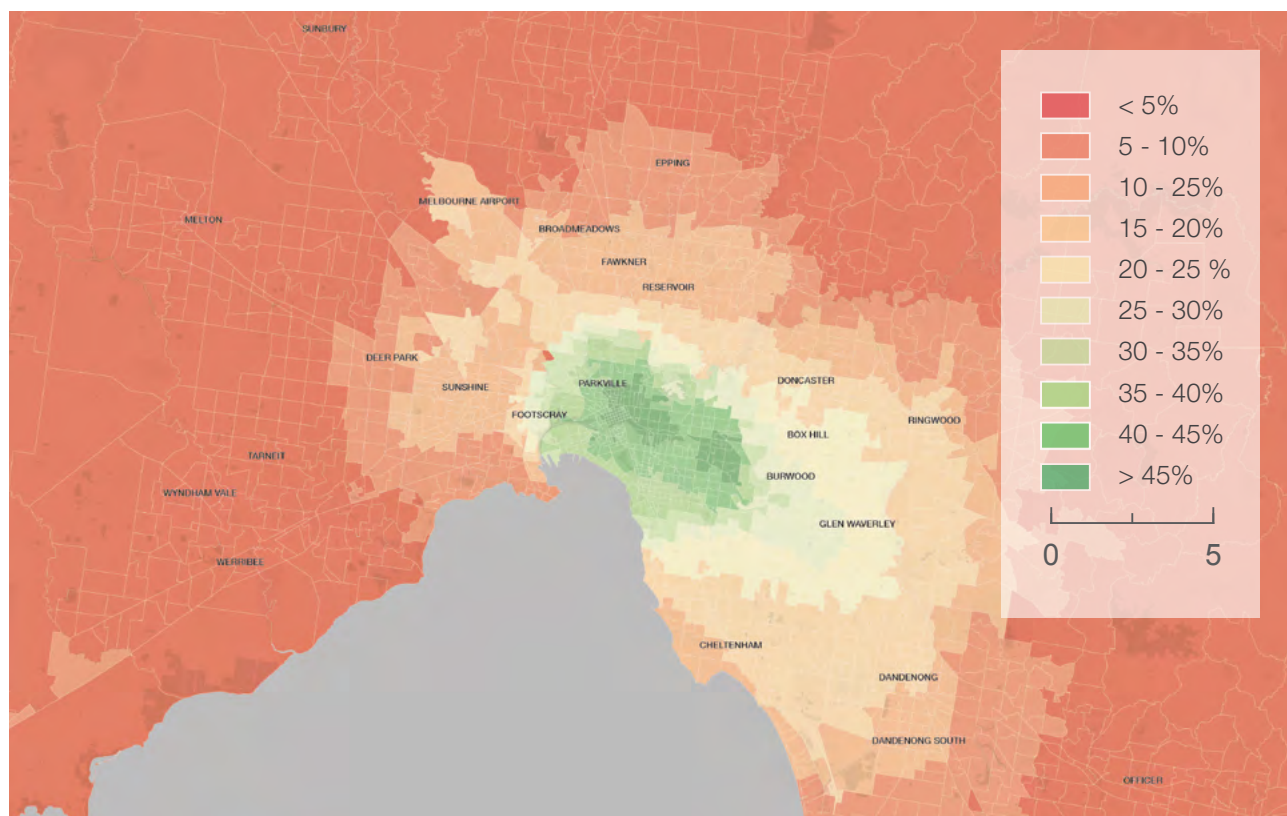 SUNBURY
EPPING
MELBOURNE AIRPORT
MELTON
BROADMEADOWS
FAWKNER
RESERVOIR
DEER PARK
SUNSHINE
PARKVILLE
DONCASTER
FOOTSCRAY
RINGWOOD
BOX HILL
TARNEIT
BURWOOD
WYNDHAM VALE
GLEN WAVERLEY
WERRIBEE
CHELTENHAM
DANDENONG
DANDENONG SOUTH
OFFICER
< 5%
5 - 10%
10 - 25%
15 - 20%
20 - 25 %
25 - 30%
30 - 35%
35 - 40%
40 - 45%
> 45%
0 5